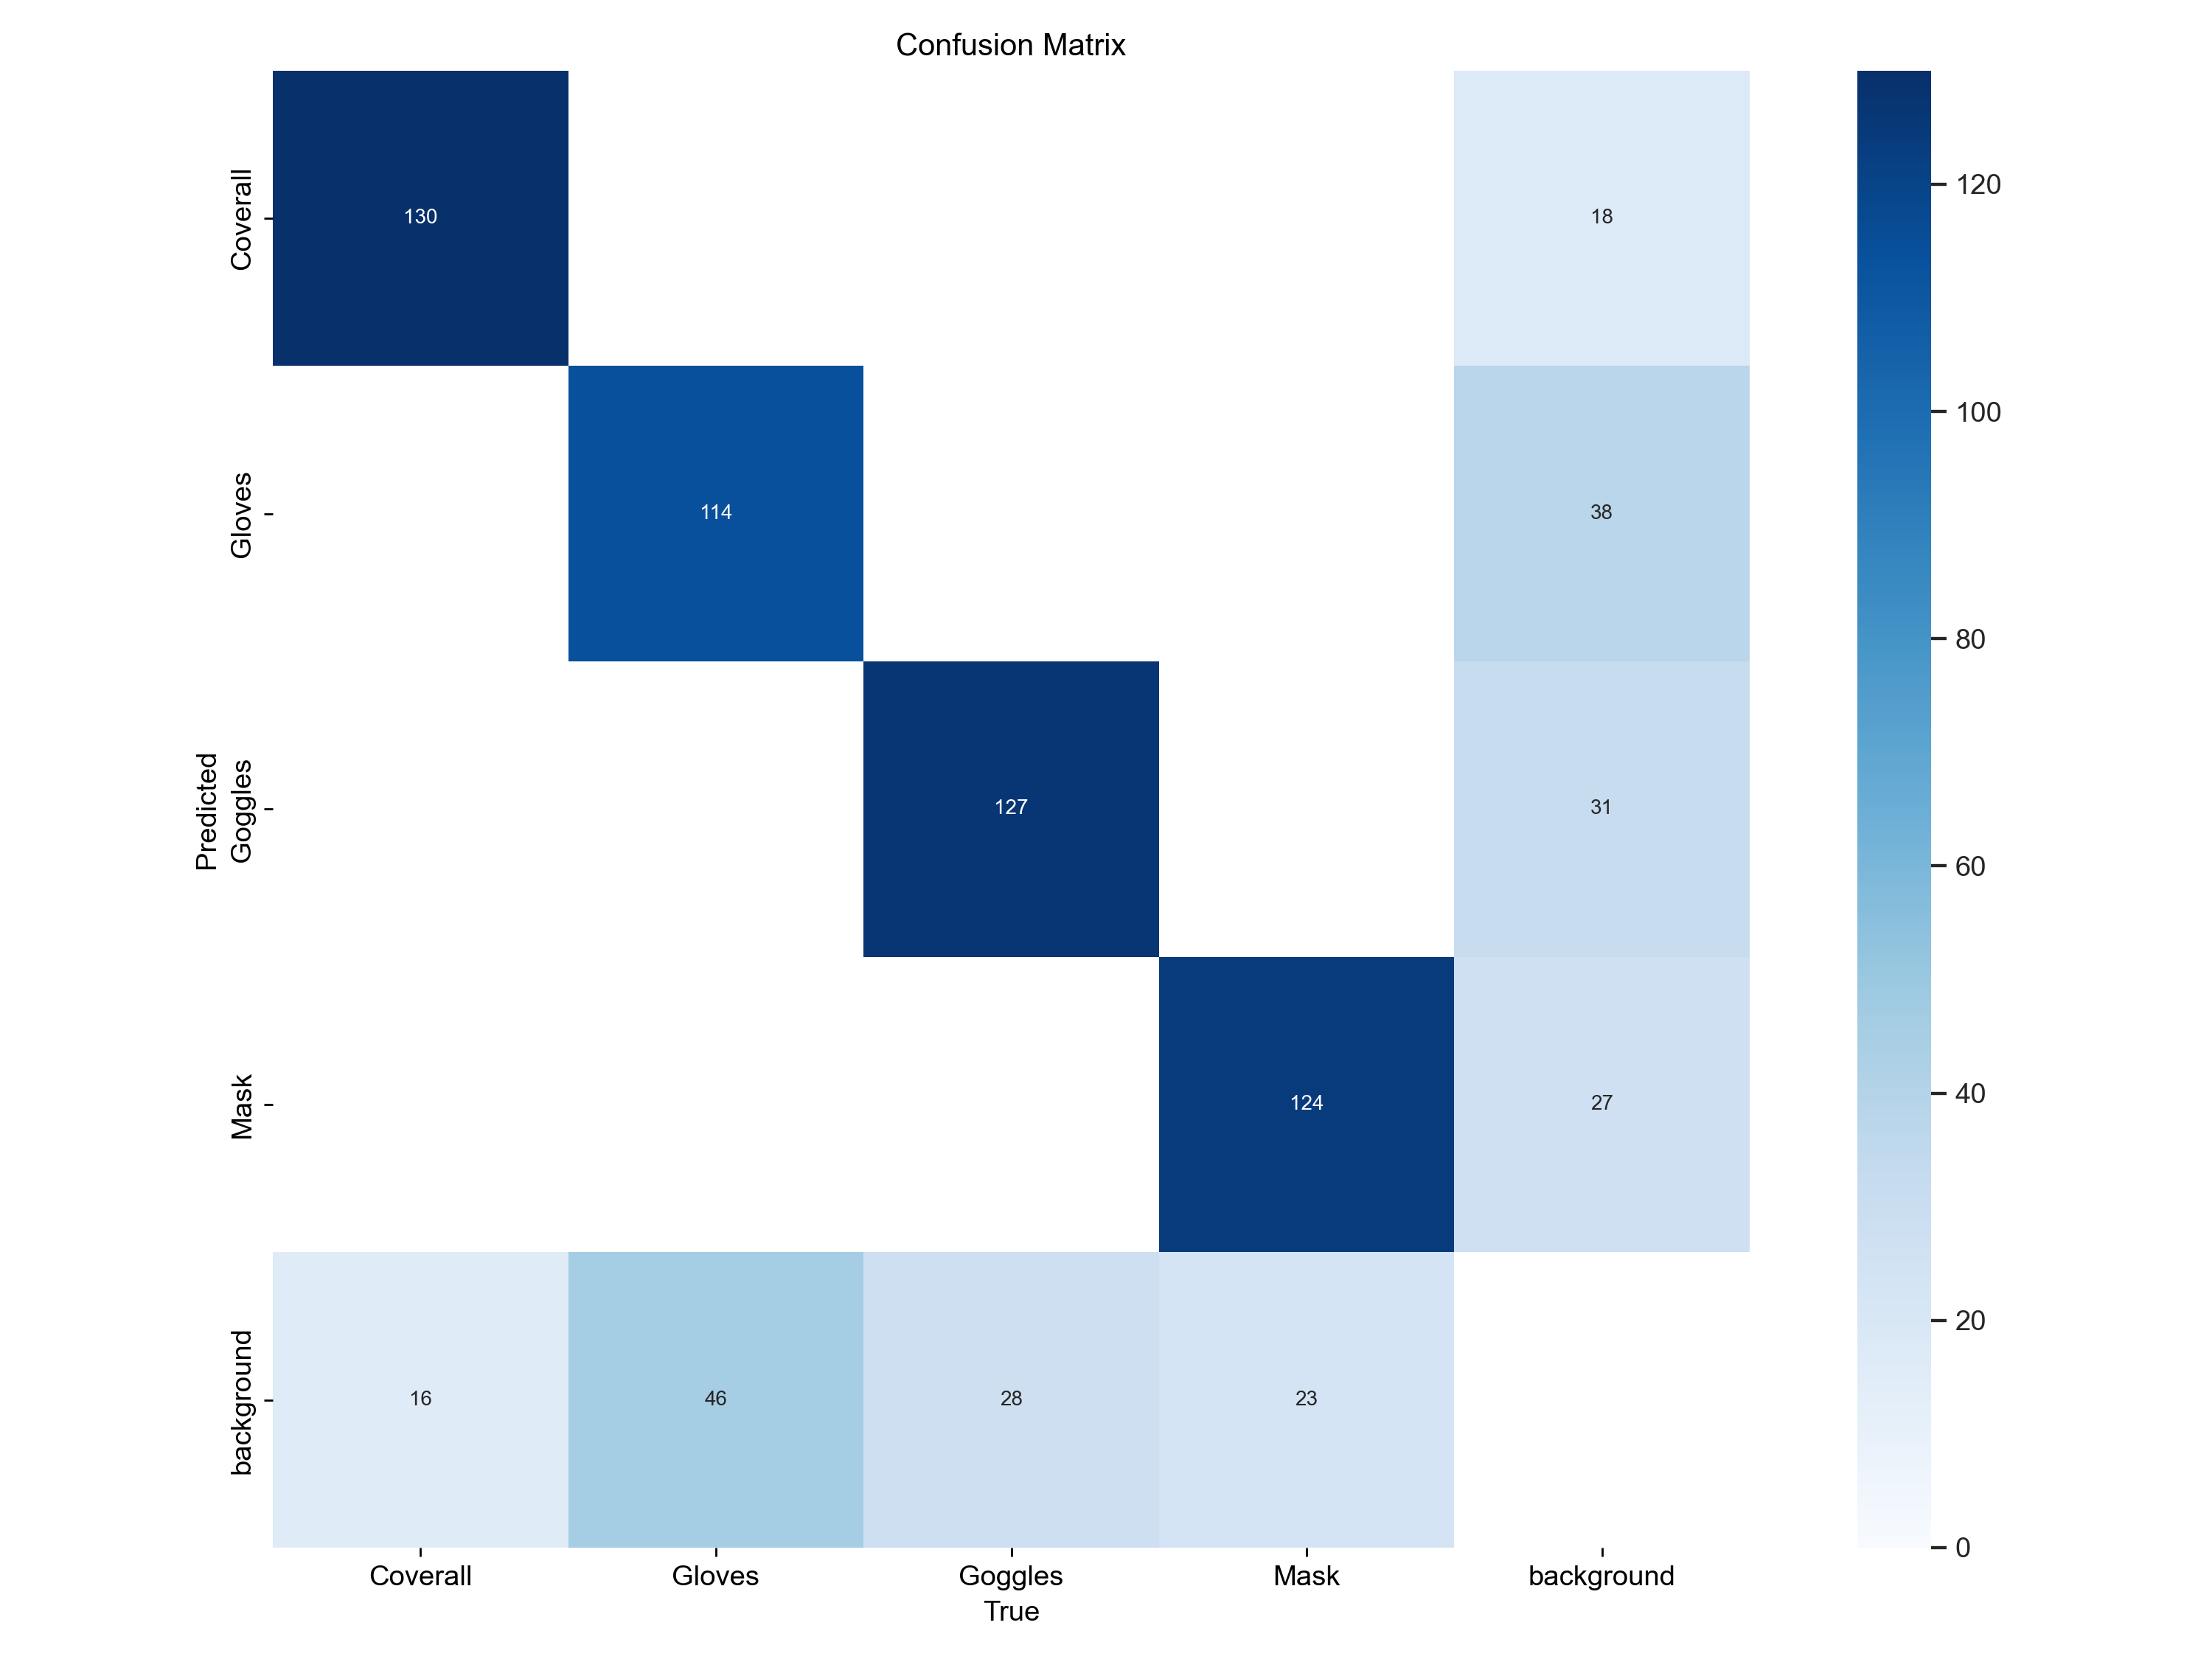 Confusion Matrix
Coverall
130
18
120
Gloves
114
38
100
80
Predicted
Goggles
127
31
60
Mask
124
27
40
background
16
46
28
23
20
0
Coverall
Gloves
Goggles
Mask
background
True